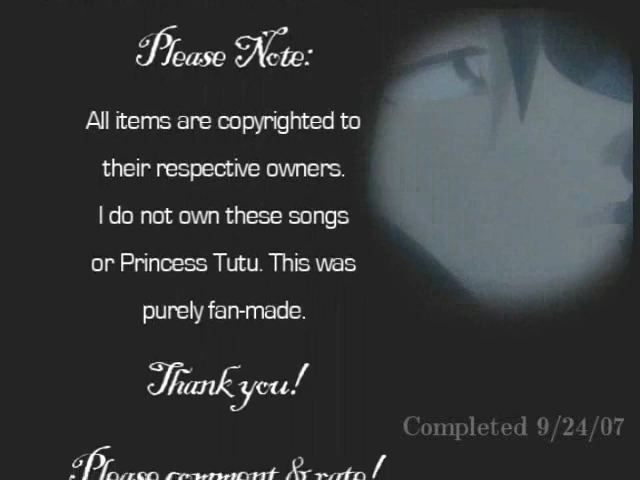 Please Note:
All items are copyrighted to
their respective owners.
I do not own these songs
or Princess Tutu. This was
purely fan-made.
Thank you!
Completed 9/24/07
Please comment & rate!